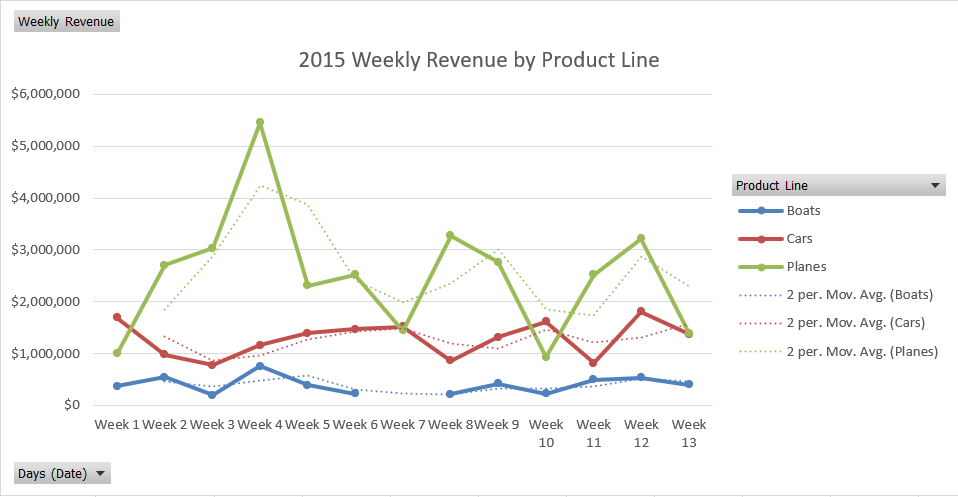 Weekly Revenue
2015 Weekly Revenue by Product Line
$6,000,000
$5,000,000
$4,000,000
$3,000,000
$2,000,000
$1,000,000
$0
Week 1 Week 2 Week 3 Week 4 Week 5 Week 6 Week 7 Week 8 Week 9 Week 10 Week 11 Week 12 Week 13
Product Line
Boats
Cars
Planes
2 per. Mov. Avg. (Boats)
2 per. Mov. Avg. (Cars)
2 per. Mov. Avg. (Planes)
Days (Date)